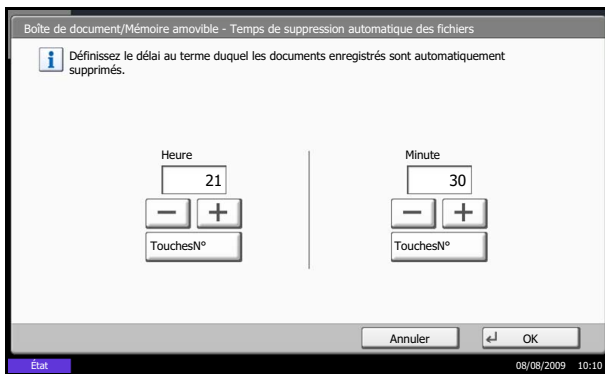 Boîte de document/Mémoire amovible - Temps de suppression automatique des fichiers
Définissez le délai au terme duquel les documents enregistrés sont automatiquement
supprimés.
Heure
Minute
21
30
− +
− +
TouchesN°
TouchesN°
Annuler
OK
État
08/08/2009 10:10